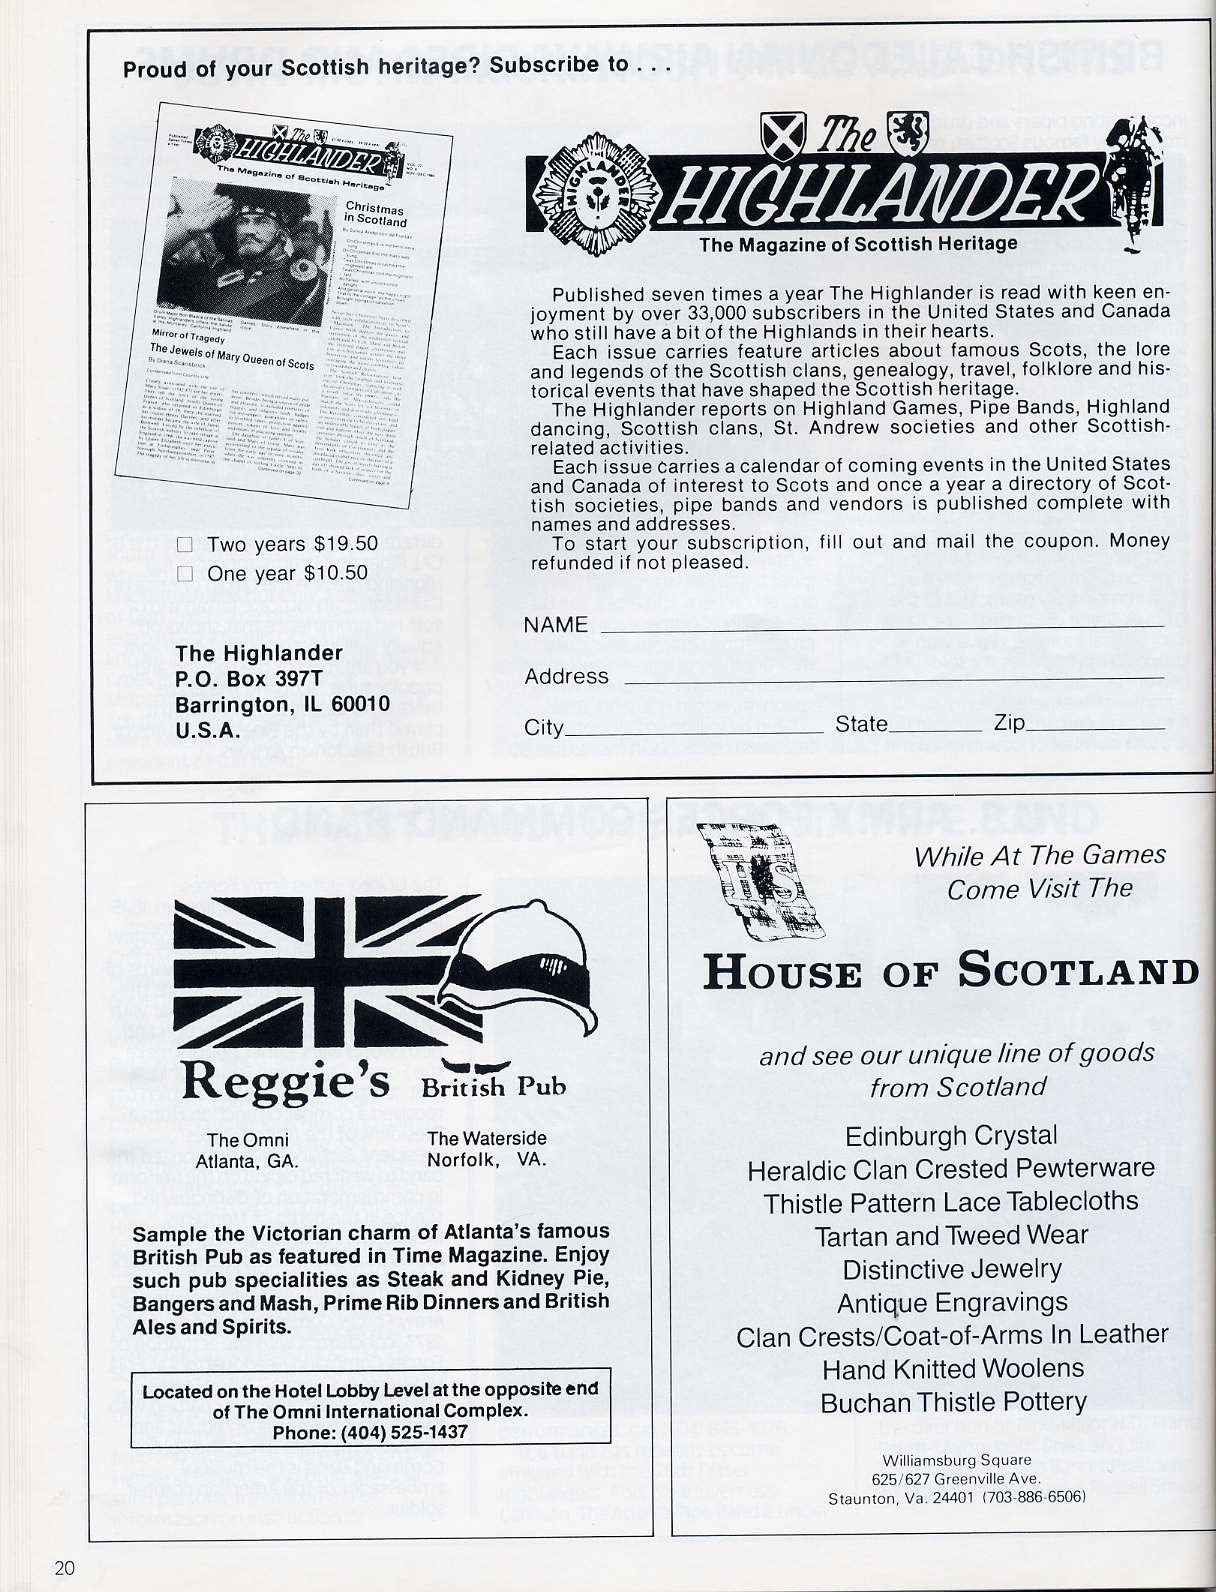 Proud of your Scottish heritage? Subscribe to . . . .
The
HIGHLANDER
The Magazine of Scottish Heritage
Christmas
in Scotland
Mirror of Tragedy
The Jewels of Mary Queen of Scots
By Diana Scarisbrick
The
HIGHLANDER
HIGHLANDER
The Magazine of Scottish Heritage
Published seven times a year The Highlander is read with keen en-
joyment by over 33,000 subscribers in the United States and Canada
who still have a bit of the Highlands in their hearts.
Each issue carries feature articles about famous Scots, the lore
and legends of the Scottish clans, genealogy, travel, folklore and his-
torical events that have shaped the Scottish heritage.
The Highlander reports on Highland Games, Pipe Bands, Highland
dancing, Scottish clans, St. Andrew societies and other Scottish-
related activities.
Each issue carries a calendar of coming events in the United States
and Canada of interest to Scots and once a year a directory of Scot-
tish societies, pipe bands and vendors is published complete with
names and addresses.
To start your subscription, fill out and mail the coupon. Money
refunded if not pleased.
Two years $19.50
One year $10.50
The Highlander
P.O. Box 397T
Barrington, IL 60010
U.S.A.
NAME
Address
City State Zip
Reggie's British Pub
The Omni
Atlanta, GA.
The Waterside
Norfolk, VA.
Sample the Victorian charm of Atlanta's famous
British Pub as featured in Time Magazine. Enjoy
such pub specialities as Steak and Kidney Pie,
Bangers and Mash, Prime Rib Dinners and British
Ales and Spirits.
Located on the Hotel Lobby Level at the opposite end
of The Omni International Complex.
Phone: (404) 525-1437
HS
While At The Games
Come Visit The
HOUSE OF SCOTLAND
and see our unique line of goods
from Scotland
Edinburgh Crystal
Heraldic Clan Crested Pewterware
Thistle Pattern Lace Tablecloths
Tartan and Tweed Wear
Distinctive Jewelry
Antique Engravings
Clan Crests/Coat-of-Arms In Leather
Hand Knitted Woolens
Buchan Thistle Pottery
Williamsburg Square
625/627 Greenville Ave.
Staunton, Va. 24401 (703-886-6506)
20